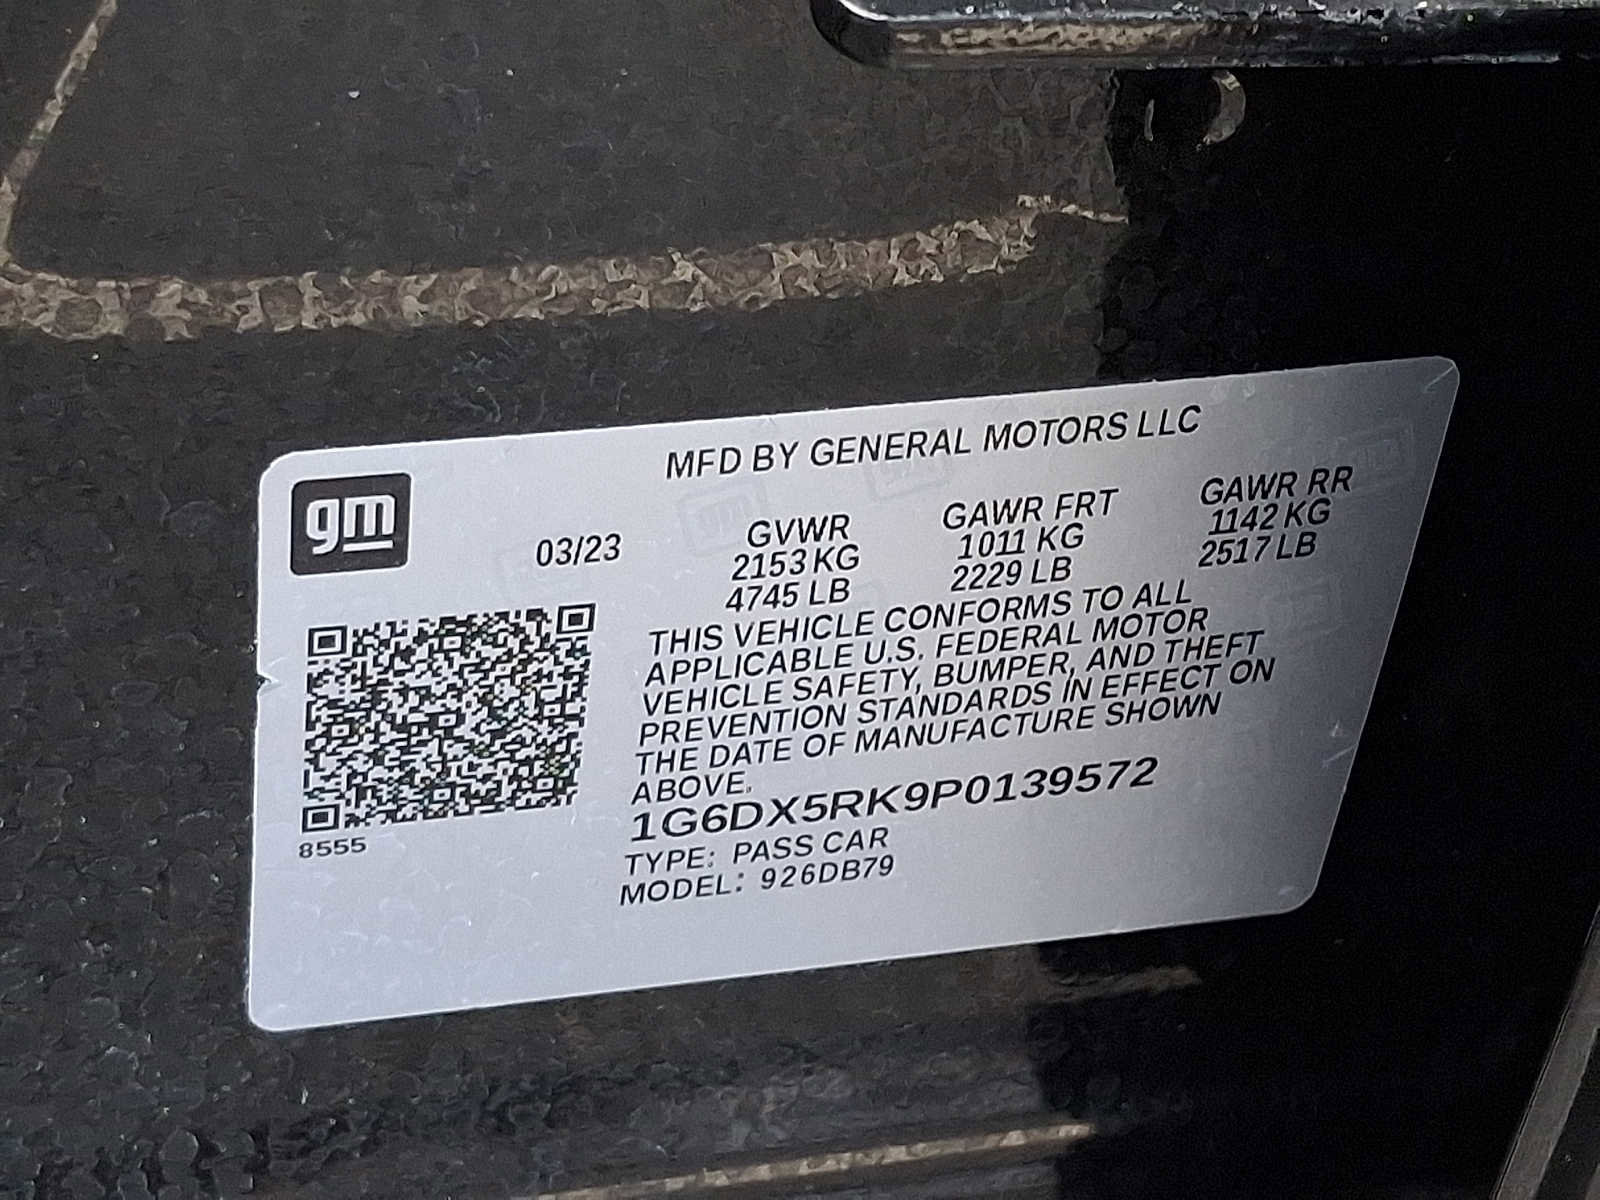 MFD BY GENERAL MOTORS LLC
gm
03/23
GVWR
2153 KG
4745 LB
GAWR FRT
1011 KG
2229 LB
GAWR RR
1142 KG
2517 LB
THIS VEHICLE CONFORMS TO ALL
APPLICABLE U.S. FEDERAL MOTOR
VEHICLE SAFETY, BUMPER, AND THEFT
PREVENTION STANDARDS IN EFFECT ON
THE DATE OF MANUFACTURE SHOWN
ABOVE.
1G6DX5RK9P0139572
TYPE: PASS CAR
MODEL: 926DB79
8555